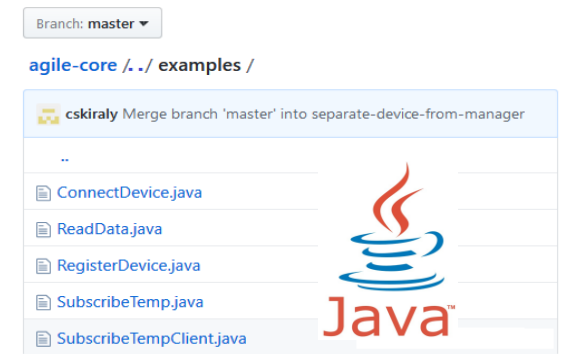 Branch: master
agile-core /../ examples /
cskiraly Merge branch 'master' into separate-device-from-manager
..
ConnectDevice.java
ReadData.java
RegisterDevice.java
SubscribeTemp.java
SubscribeTempClient.java
Java™